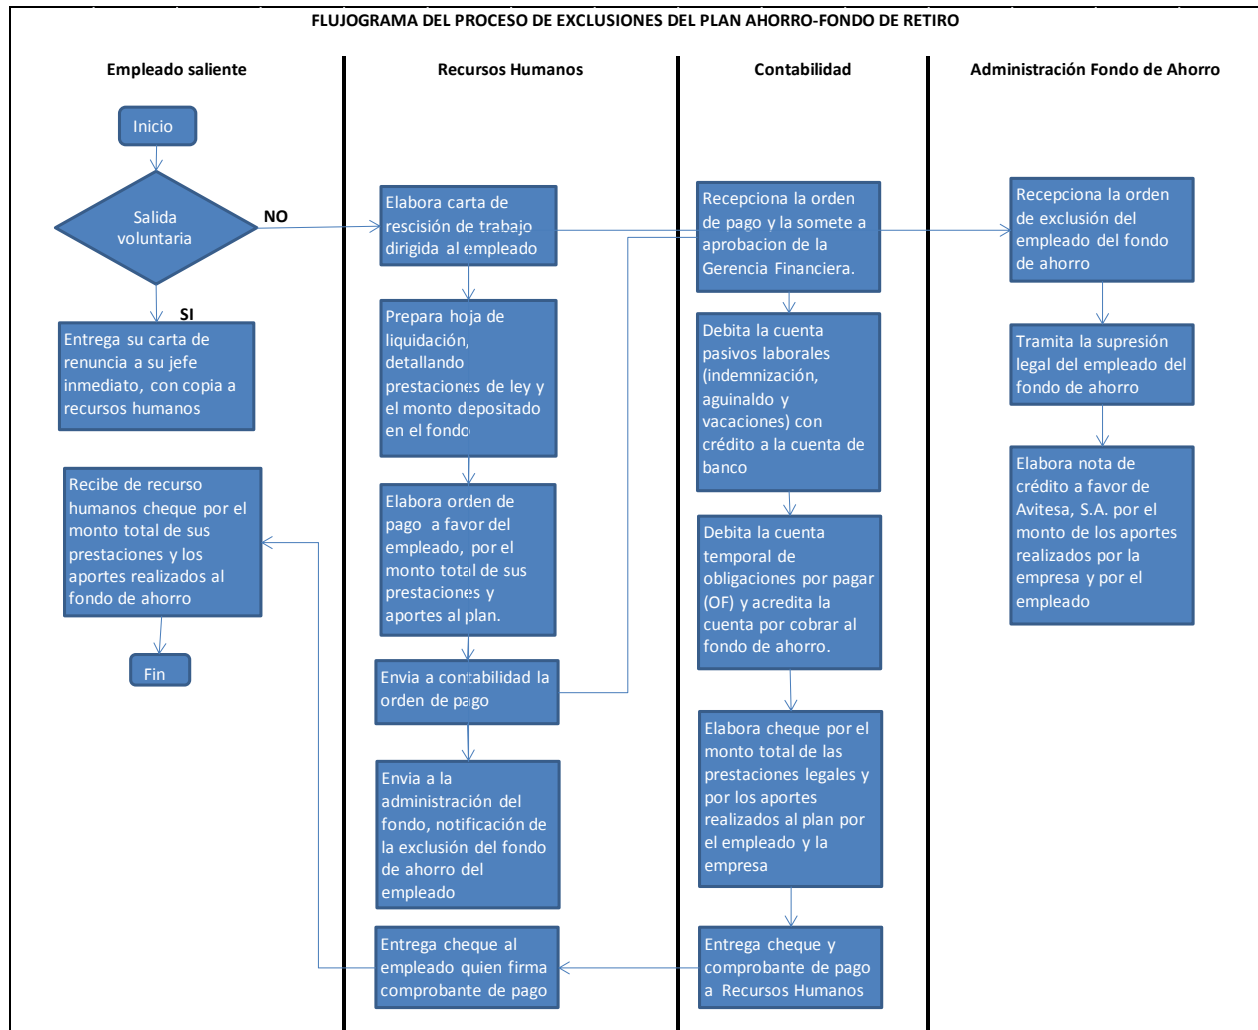 FLUJOGRAMA DEL PROCESO DE EXCLUSIONES DEL PLAN AHORRO-FONDO DE RETIRO
Empleado saliente
Inicio
Salida
voluntaria
NO
SI
Entrega su carta de
renuncia a su jefe
inmediato, con copia a
recursos humanos
Recibe de recurso
humanos cheque por el
monto total de sus
prestaciones y los
aportes realizados al
fondo de ahorro
Fin
Recursos Humanos
Elabora carta de
rescisión de trabajo
dirigida al empleado
Prepara hoja de
liquidación,
detallando
prestaciones de ley y
el monto depositado
en el fondo
Elabora orden de
pago a favor del
empleado, por el
monto total de sus
prestaciones y
aportes al plan.
Envia a contabilidad la
orden de pago
Envia a la
administración del
fondo, notificación de
la exclusión del fondo
de ahorro del
empleado
Entrega cheque al
empleado quien firma
comprobante de pago
Contabilidad
Recepciona la orden
de pago y la somete a
aprobacion de la
Gerencia Financiera.
Debita la cuenta
pasivos laborales
(indemnización,
aguinaldo y
vacaciones) con
crédito a la cuenta de
banco
Debita la cuenta
temporal de
obligaciones por pagar
(OF) y acredita la
cuenta por cobrar al
fondo de ahorro.
Elabora cheque por el
monto total de las
prestaciones legales y
por los aportes
realizados al plan por
el empleado y la
empresa
Entrega cheque y
comprobante de pago
a Recursos Humanos
Administración Fondo de Ahorro
Recepciona la orden
de exclusión del
empleado del fondo
de ahorro
Tramita la supresión
legal del empleado del
fondo de ahorro
Elabora nota de
crédito a favor de
Avitesa, S.A. por el
monto de los aportes
realizados por la
empresa y por el
empleado